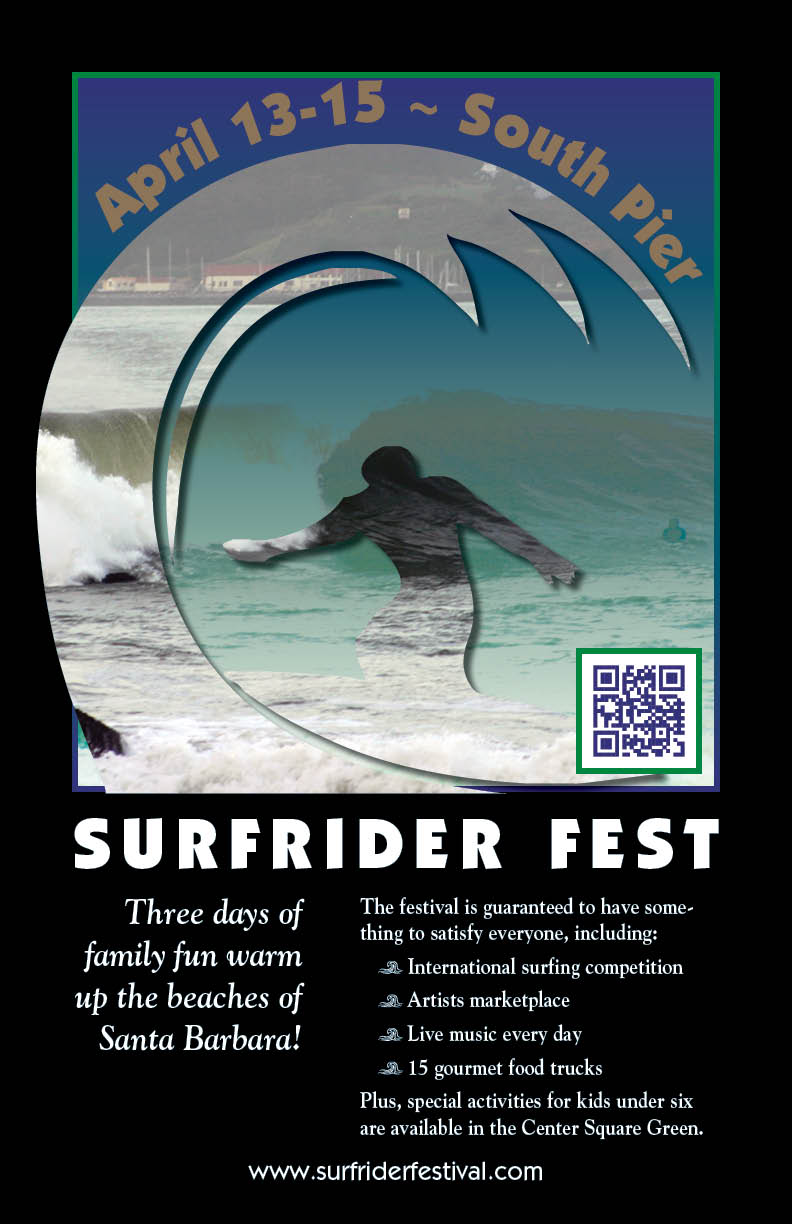 April 13-15 ~ South Pier
SURFRIDER FEST
Three days of
family fun warm
up the beaches of
Santa Barbara!
The festival is guaranteed to have some-
thing to satisfy everyone, including:
International surfing competition
Artists marketplace
Live music every day
15 gourmet food trucks
Plus, special activities for kids under six
are available in the Center Square Green.
www.surfriderfestival.com